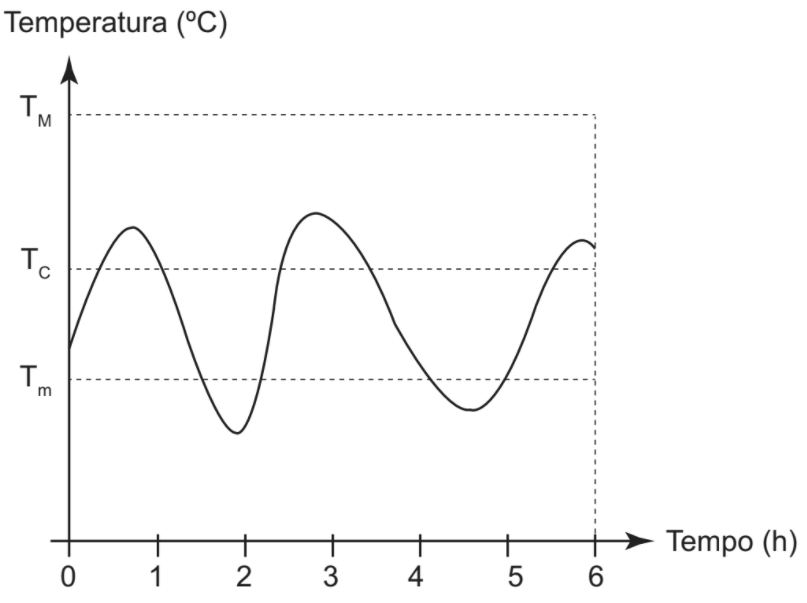 Temperatura (ºC)
T_M
T_C
T_m
Tempo (h)
0 1 2 3 4 5 6